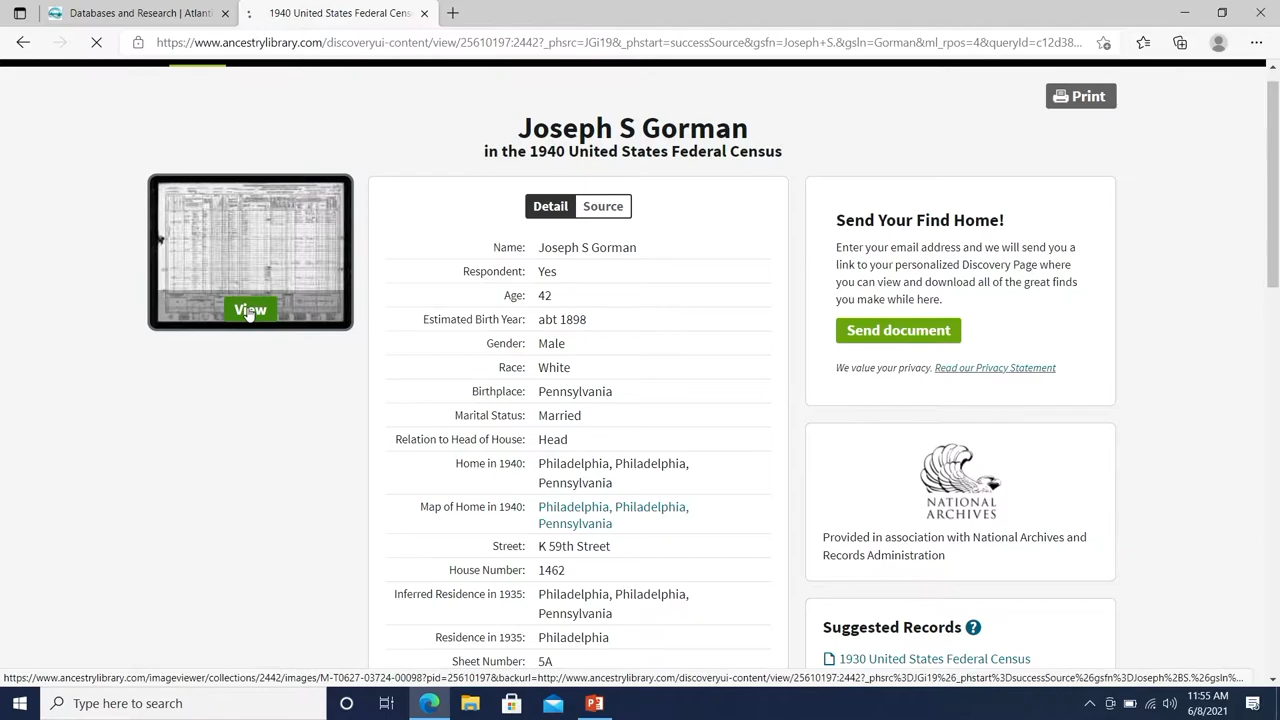 Databases and Research | Atlanti
1940 United States Federal Cens
https://www.ancestrylibrary.com/discoveryui-content/view/25610197:2442?_phsrc=JGi19&_phstart=successSource&gsfn=Joseph+S.&gsln=Gorman&ml_rpos=4&queryId=c12d38...
Print
Joseph S Gorman
in the 1940 United States Federal Census
View
Detail Source
Name: Joseph S Gorman
Respondent: Yes
Age: 42
Estimated Birth Year: abt 1898
Gender: Male
Race: White
Birthplace: Pennsylvania
Marital Status: Married
Relation to Head of House: Head
Home in 1940: Philadelphia, Philadelphia,
Pennsylvania
Map of Home in 1940: Philadelphia, Philadelphia,
Pennsylvania
Street: K 59th Street
House Number: 1462
Inferred Residence in 1935: Philadelphia, Philadelphia,
Pennsylvania
Residence in 1935: Philadelphia
Sheet Number: 5A
Send Your Find Home!
Enter your email address and we will send you a
link to your personalized Discovery Page where
you can view and download all of the great finds
you make while here.
Send document
We value your privacy. Read our Privacy Statement
NATIONAL
ARCHIVES
Provided in association with National Archives and
Records Administration
Suggested Records ?
1930 United States Federal Census
https://www.ancestrylibrary.com/imageviewer/collections/2442/images/M-T0627-03724-00098?pid=25610197&backurl=http://www.ancestrylibrary.com/discoveryui-content/view/25610197:2442?_phsrc%3DJGi19%26_phstart%3DsuccessSource%26gsfn%3DJoseph%2BS.%26gsln...
Type here to search
11:55 AM
6/8/2021